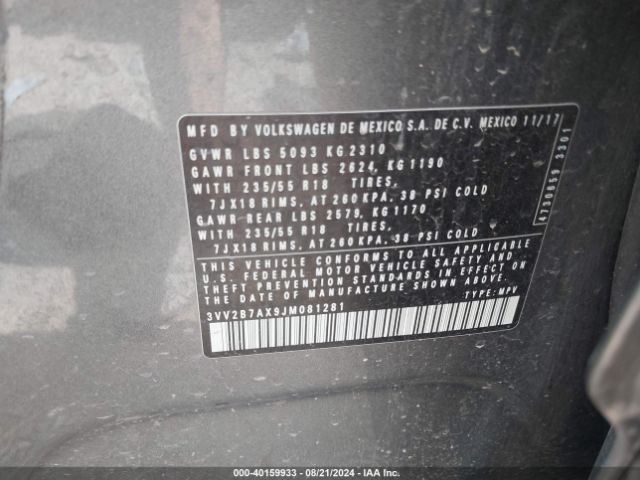 MFD BY VOLKSWAGEN DE MEXICO S.A. DE C.V. MEXICO 11/17
GVWR LBS 5093 KG 2310
GAWR FRONT LBS 2624, KG 1190
WITH 235/55 R18 TIRES,
7JX18 RIMS, AT 260 KPA, 38 PSI COLD
GAWR REAR LBS 2579, KG 1170
WITH 235/55 R18 TIRES,
7JX18 RIMS, AT 260 KPA, 38 PSI COLD
THIS VEHICLE CONFORMS TO ALL APPLICABLE
U.S. FEDERAL MOTOR VEHICLE SAFETY AND
THEFT PREVENTION STANDARDS IN EFFECT ON
THE DATE OF MANUFACTURE SHOWN ABOVE.
3VV2B7AX9JM081281
TYPE: MPV
4730859 3301
000-40159933 - 08/21/2024 - IAA Inc.